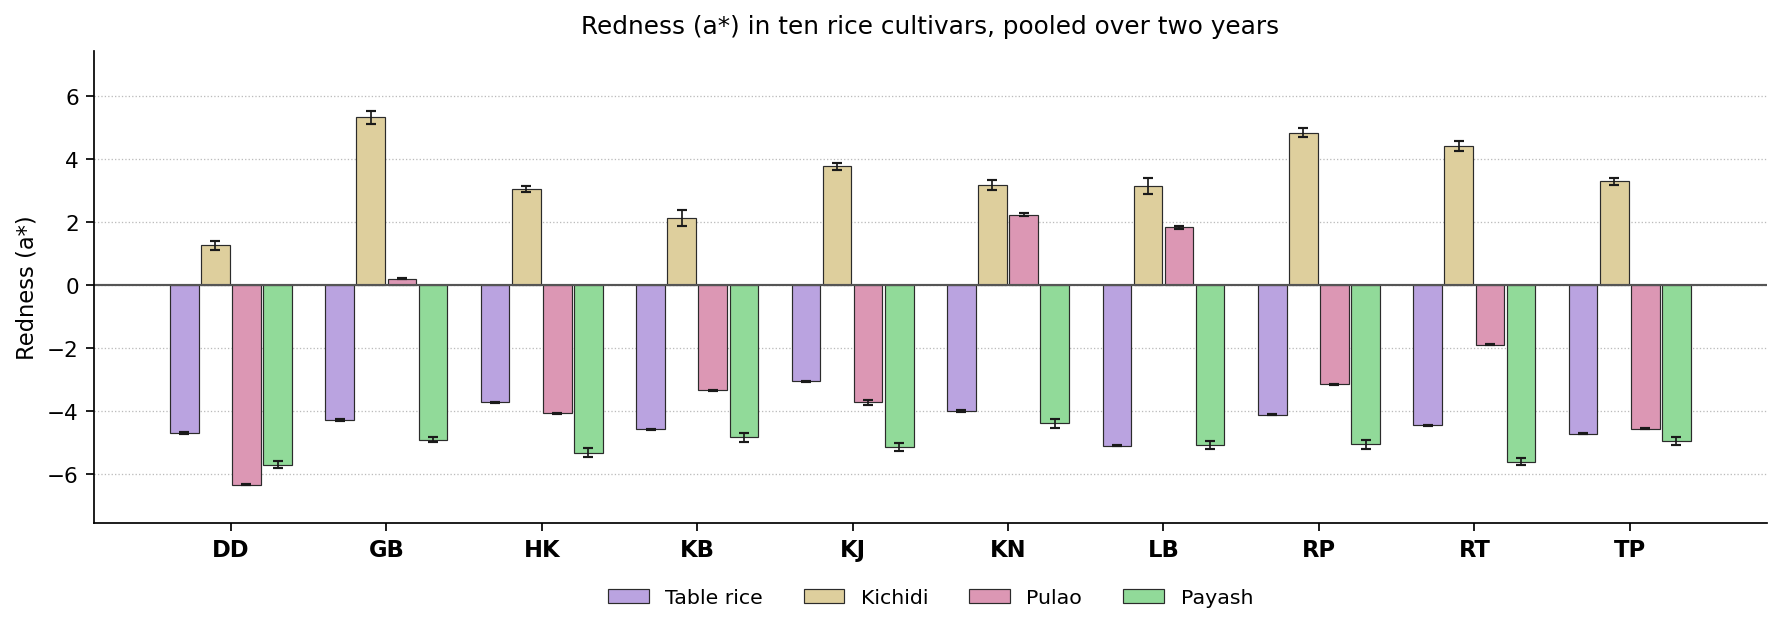 Redness (a*) in ten rice cultivars, pooled over two years
Redness (a*)
6
4
2
0
−2
−4
−6
DD GB HK KB KJ KN LB RP RT TP
Table rice Kichidi Pulao Payash